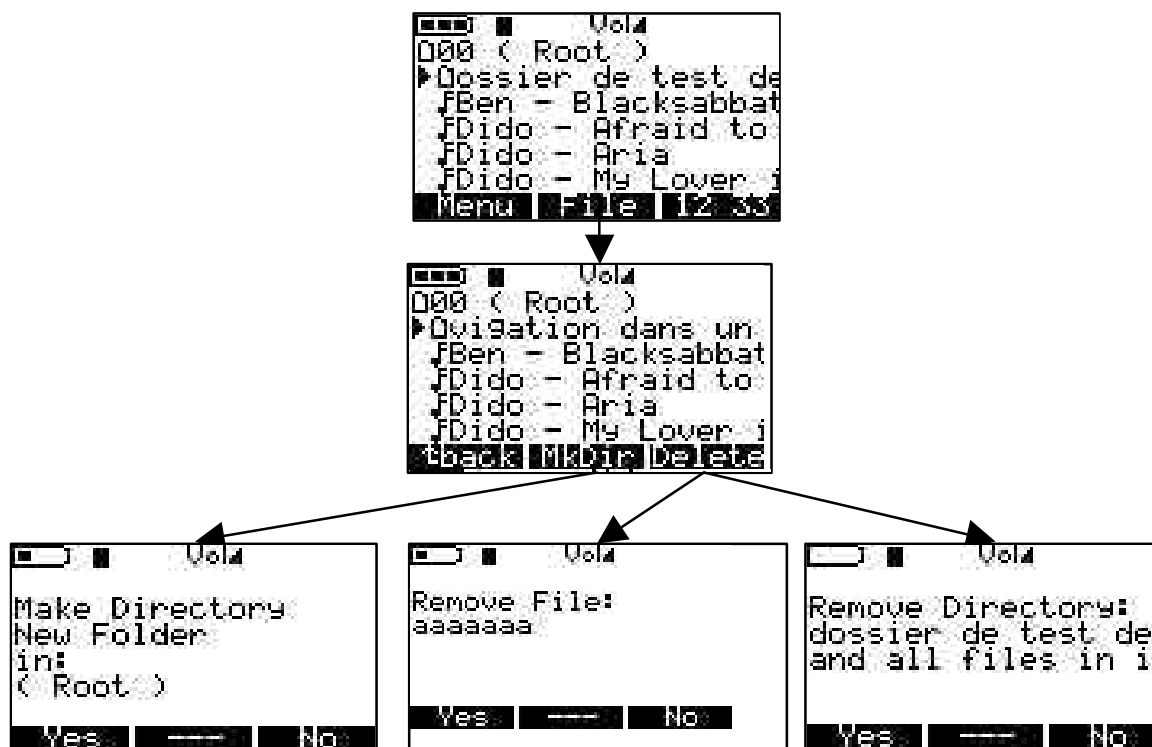 Vol
00 ( Root )
Dossier de test de
Ben - Blacksabbat
Dido - Afraid to
Dido - Aria
Dido - My Lover i
Menu File 12 33
Vol
00 ( Root )
vigation dans un
Ben - Blacksabbat
Dido - Afraid to
Dido - Aria
Dido - My Lover i
back MkDir Delete
Vol
Make Directory
New Folder
in:
( Root )
Yes --- No
Vol
Remove File:
aaaaaaa
Yes --- No
Vol
Remove Directory:
dossier de test de
and all files in i
Yes --- No